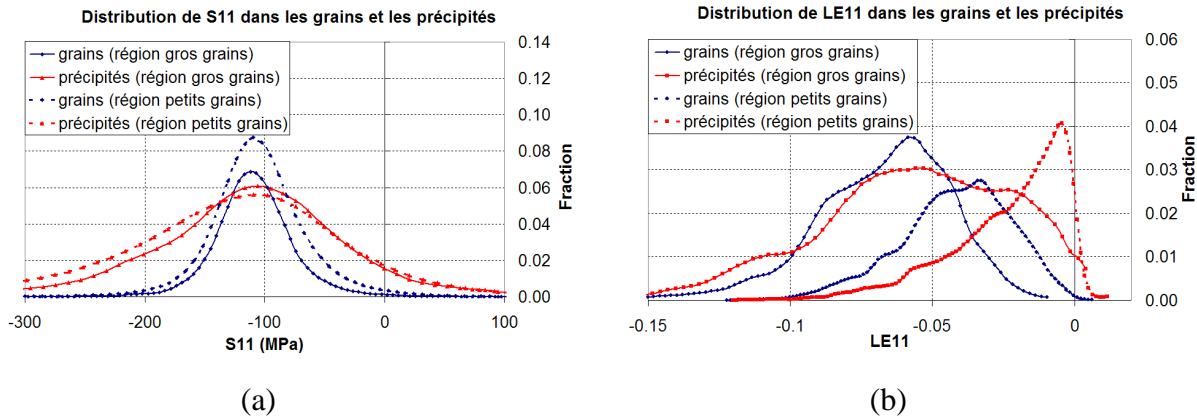 Distribution de S11 dans les grains et les précipités
grains (région gros grains)
précipités (région gros grains)
grains (région petits grains)
précipités (région petits grains)
0.14
0.12
0.10
0.08
0.06
0.04
0.02
0.00
Fraction
-300
-200
-100
0
100
S11 (MPa)
(a)
Distribution de LE11 dans les grains et les précipités
grains (région gros grains)
précipités (région gros grains)
grains (région petits grains)
précipités (région petits grains)
0.06
0.05
0.04
0.03
0.02
0.01
0.00
Fraction
-0.15
-0.1
-0.05
0
LE11
(b)